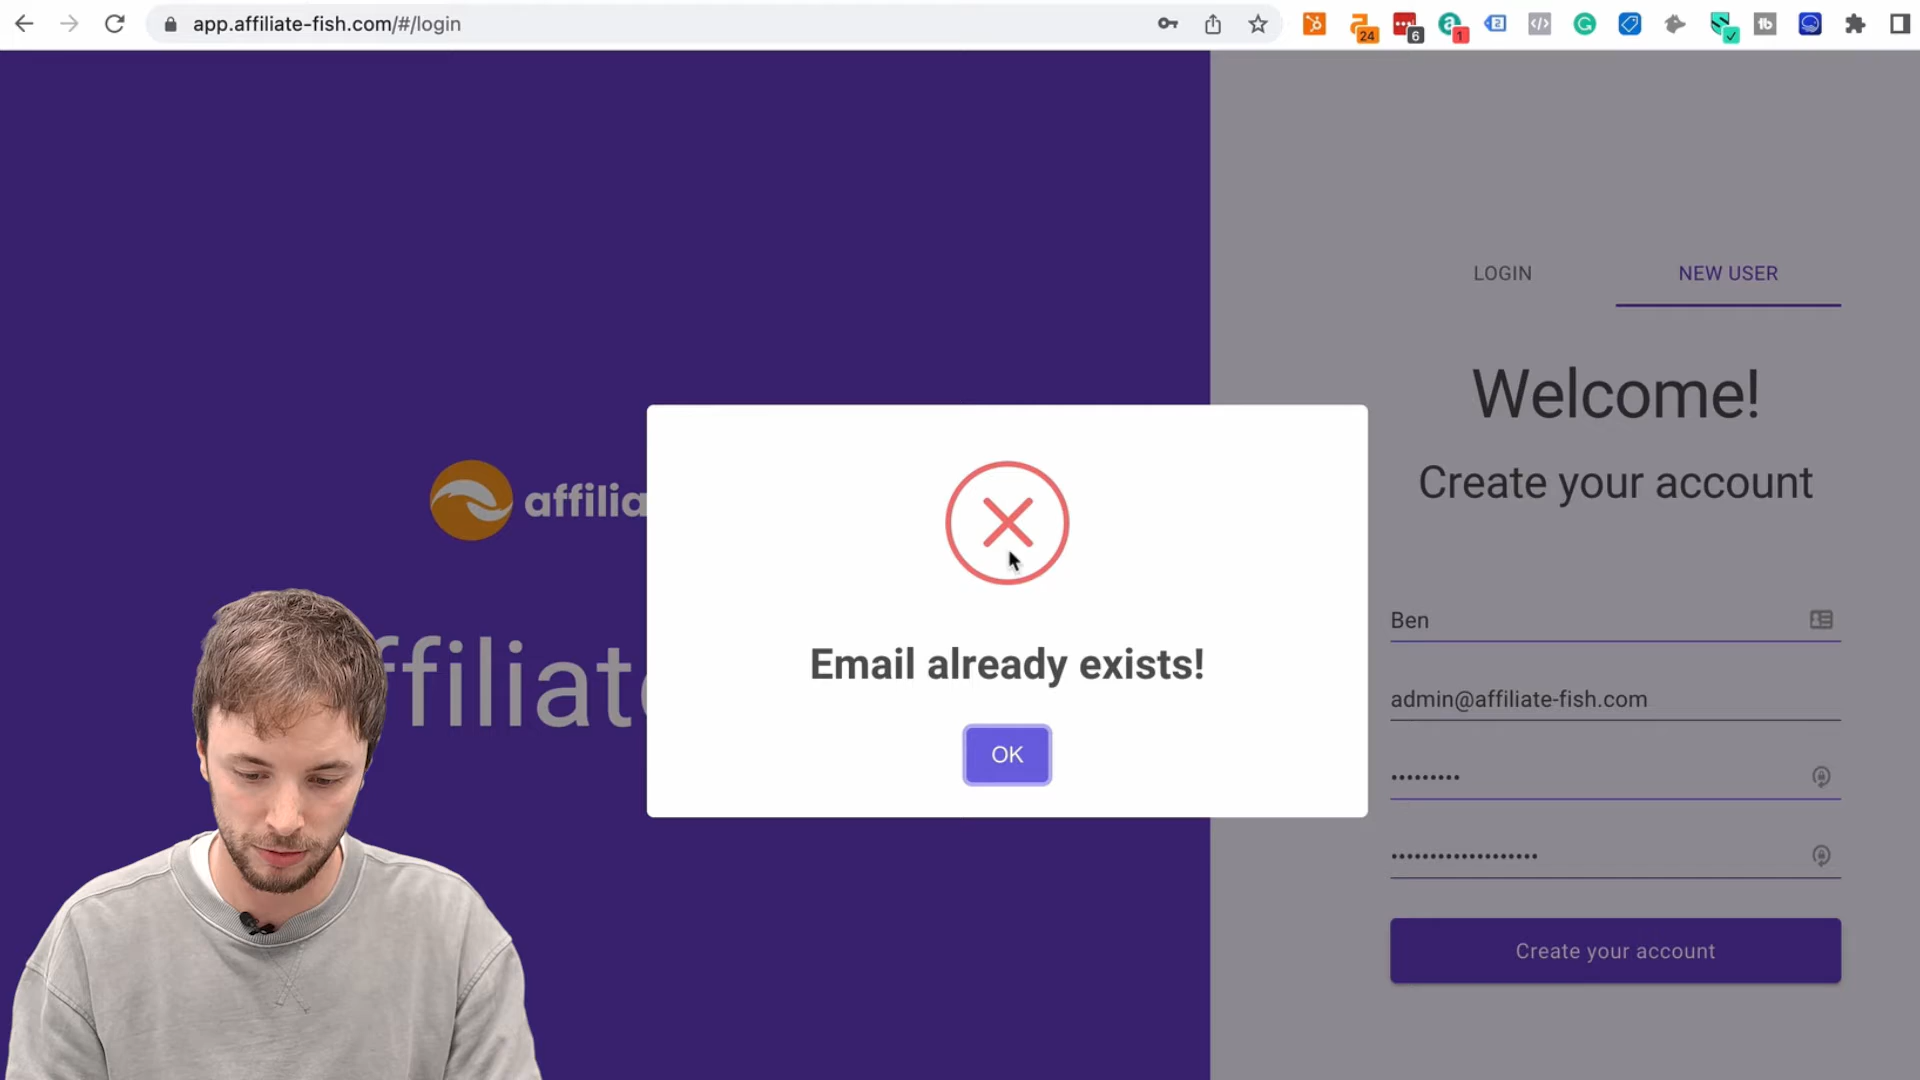 app.affiliate-fish.com/#/login
24
6
1
LOGIN
NEW USER
Welcome!
Create your account
affilia
ffiliate
Email already exists!
OK
Ben
admin@affiliate-fish.com
Create your account